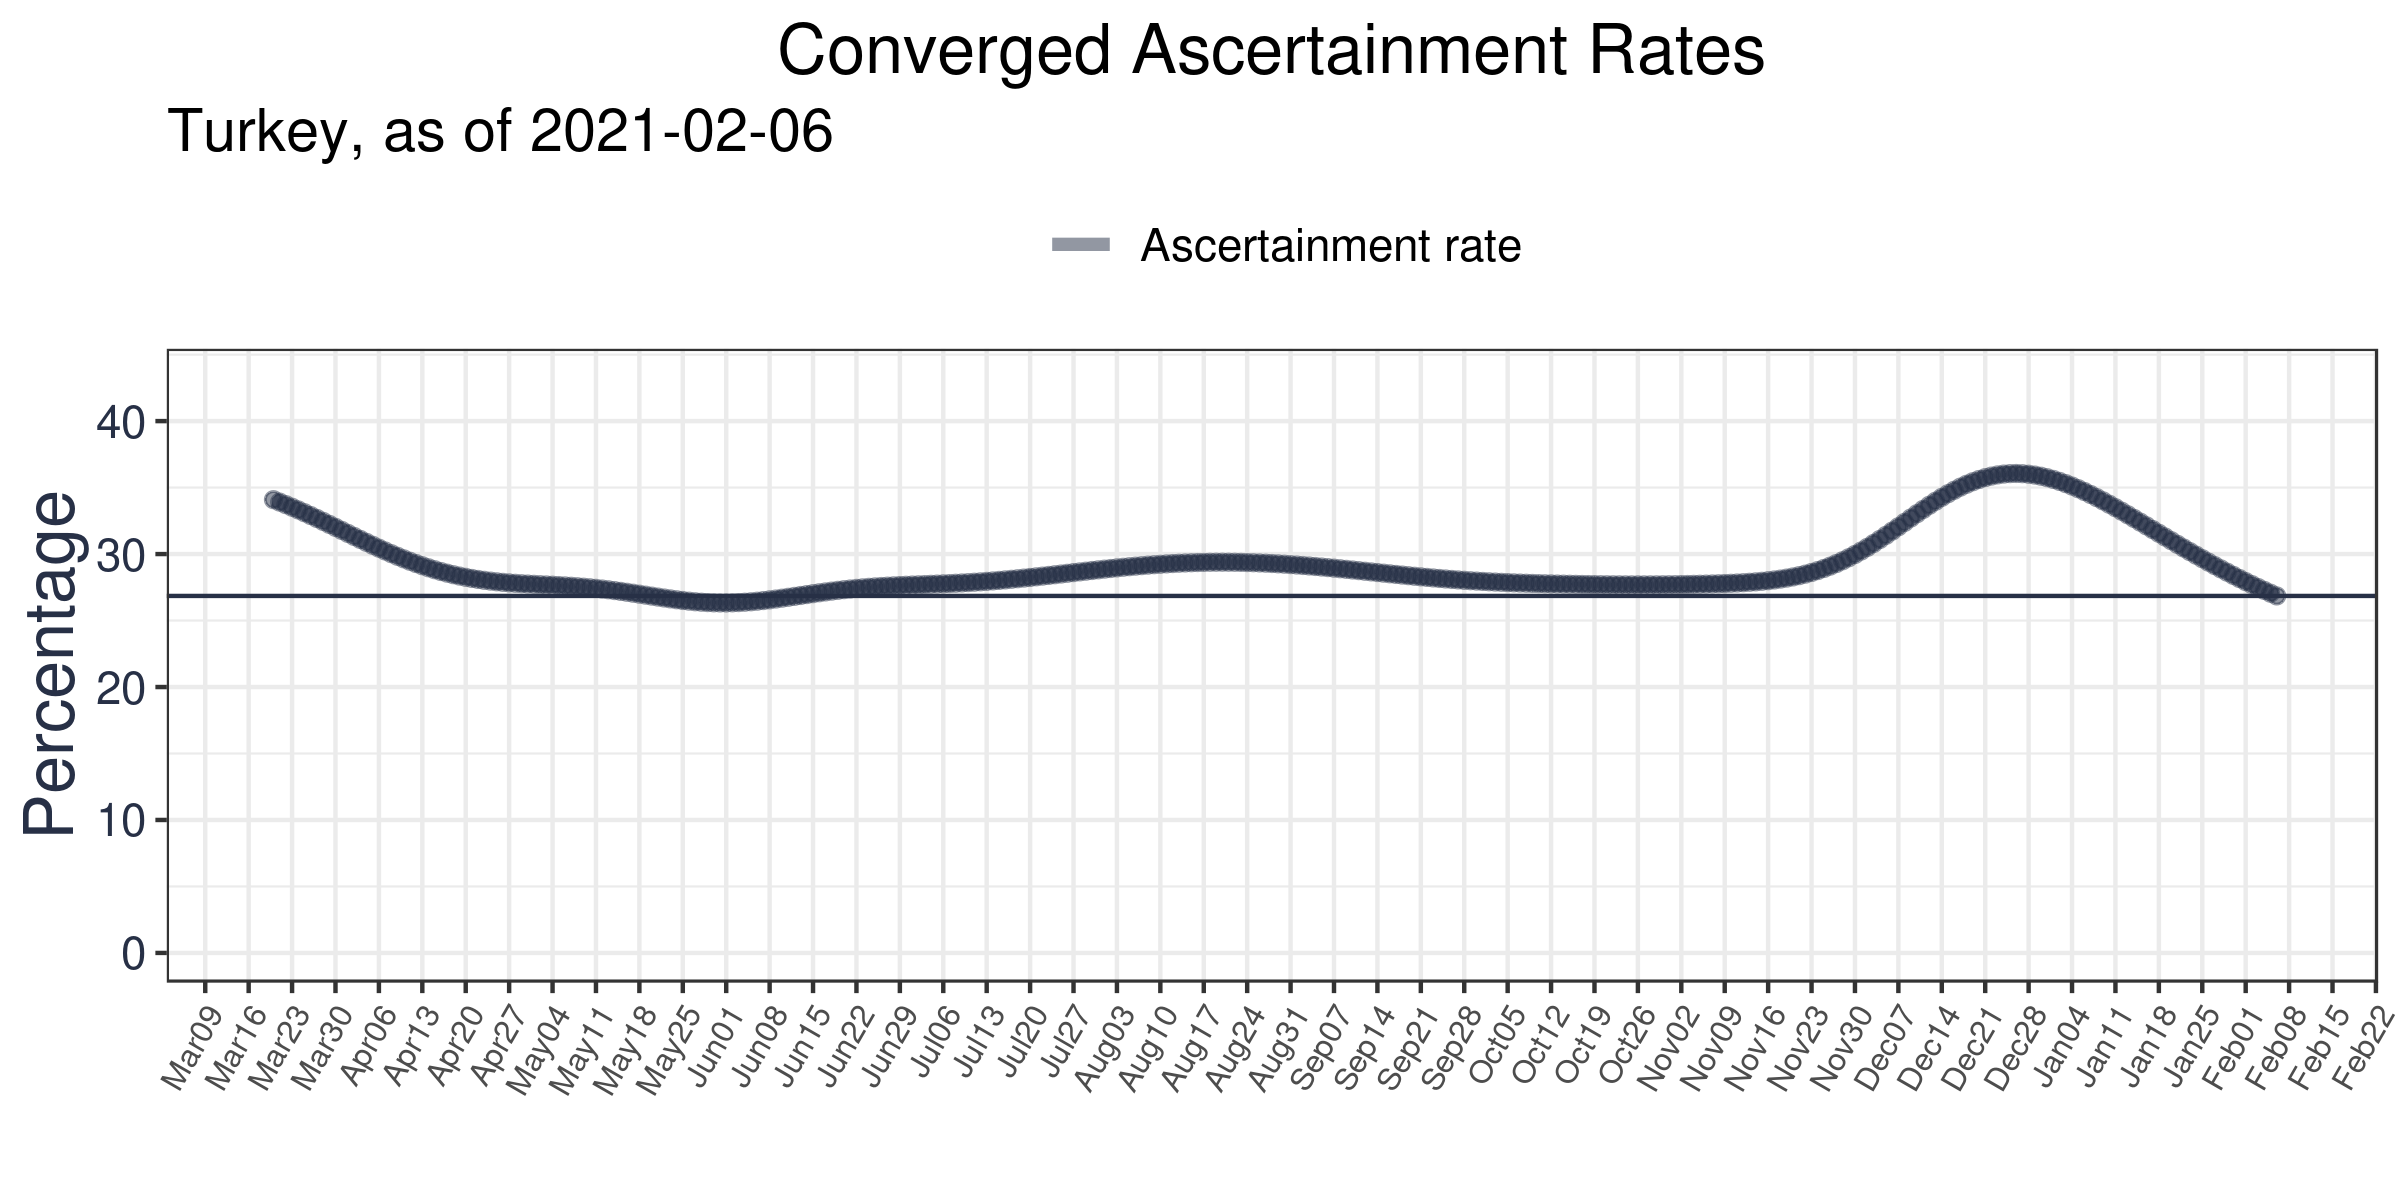 Converged Ascertainment Rates
Turkey, as of 2021-02-06
Ascertainment rate
Percentage
40
30
20
10
0
Mar09 Mar16 Mar23 Mar30 Apr06 Apr13 Apr20 Apr27 May04 May11 May18 May25 Jun01 Jun08 Jun15 Jun22 Jun29 Jul06 Jul13 Jul20 Jul27 Aug03 Aug10 Aug17 Aug24 Aug31 Sep07 Sep14 Sep21 Sep28 Oct05 Oct12 Oct19 Oct26 Nov02 Nov09 Nov16 Nov23 Nov30 Dec07 Dec14 Dec21 Dec28 Jan04 Jan11 Jan18 Jan25 Feb01 Feb08 Feb15 Feb22